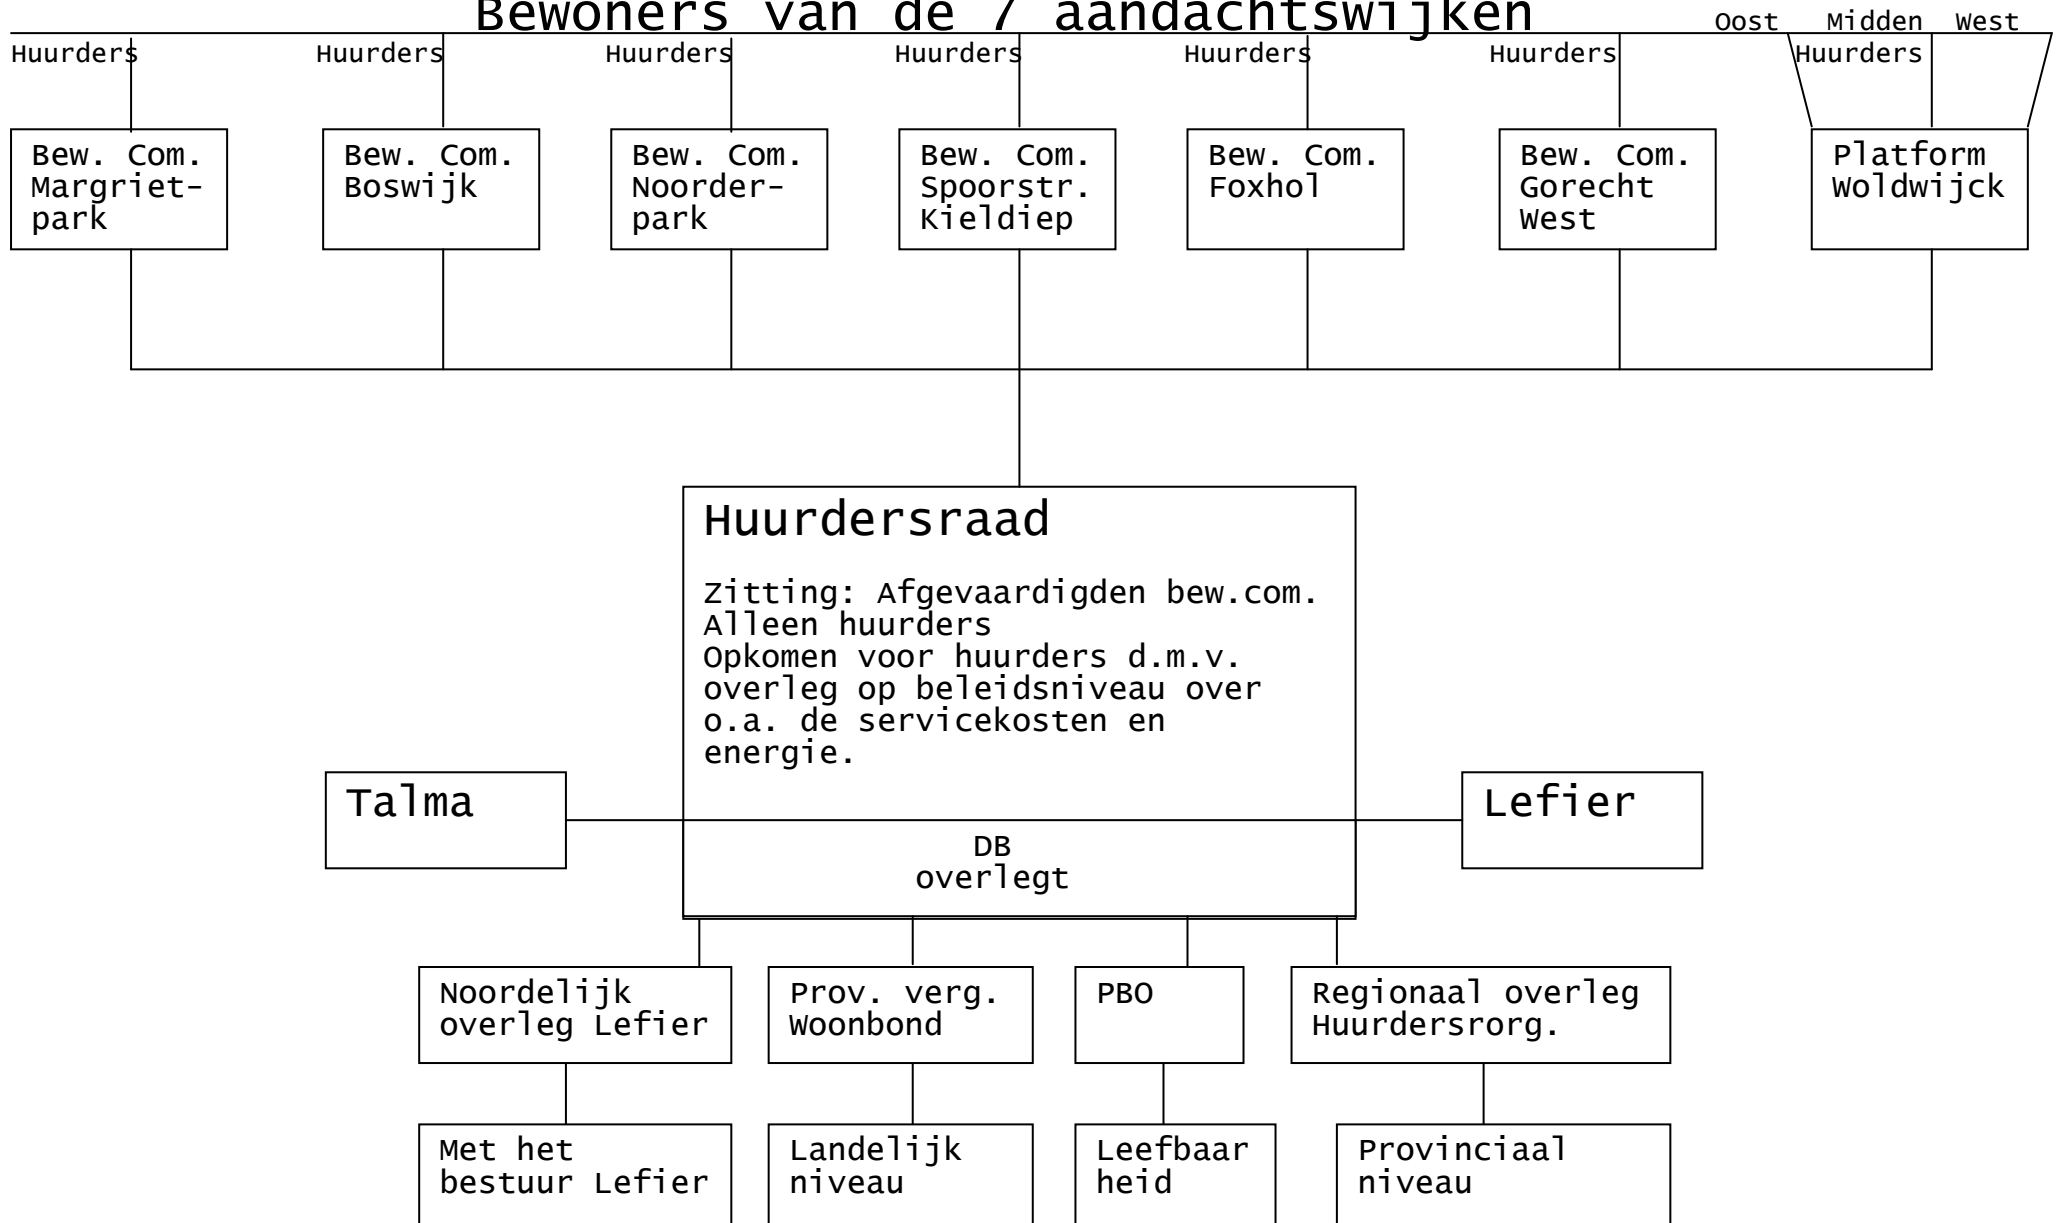 Bewoners van de 7 aandachtswijken
Oost Midden West
Huurders Huurders Huurders Huurders Huurders Huurders Huurders
Bew. Com.
Margriet-
park
Bew. Com.
Boswijk
Bew. Com.
Noorder-
park
Bew. Com.
Spoorstr.
Kieldiep
Bew. Com.
Foxhol
Bew. Com.
Gorecht
West
Platform
Woldwijck
Huurdersraad
Zitting: Afgevaardigden bew.com.
Alleen huurders
Opkomen voor huurders d.m.v.
overleg op beleidsniveau over
o.a. de servicekosten en
energie.
Talma
Lefier
DB
overlegt
Noordelijk
overleg Lefier
Prov. verg.
Woonbond
PBO
Regionaal overleg
Huurdersrorg.
Met het
bestuur Lefier
Landelijk
niveau
Leefbaar
heid
Provinciaal
niveau